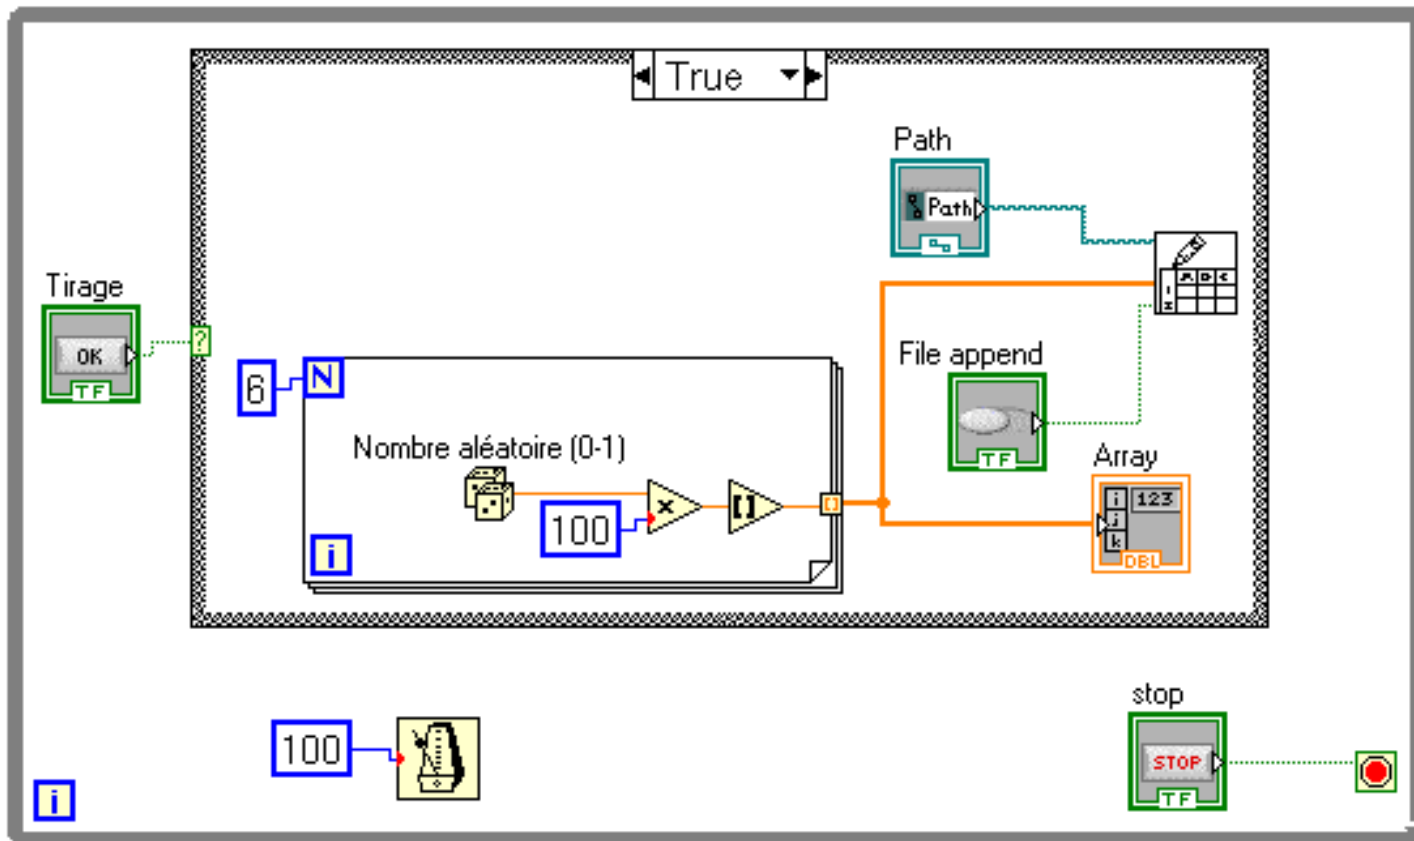 True
Path
Path
Tirage
OK
TF
?
File append
TF
6
N
Nombre aléatoire (0-1)
100
x
[]
[]
i
Array
i
j
k
123
DBL
stop
STOP
TF
100
i